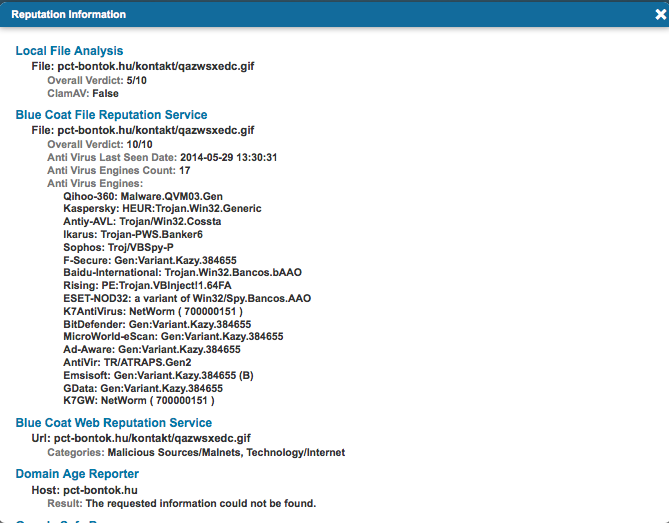 Reputation Information
Local File Analysis
File: pct-bontok.hu/kontakt/qazwsxedc.gif
Overall Verdict: 5/10
ClamAV: False
Blue Coat File Reputation Service
File: pct-bontok.hu/kontakt/qazwsxedc.gif
Overall Verdict: 10/10
Anti Virus Last Seen Date: 2014-05-29 13:30:31
Anti Virus Engines Count: 17
Anti Virus Engines:
Qihoo-360: Malware.QVM03.Gen
Kaspersky: HEUR:Trojan.Win32.Generic
Antiy-AVL: Trojan/Win32.Cossta
Ikarus: Trojan-PWS.Banker6
Sophos: Troj/VBSpy-P
F-Secure: Gen:Variant.Kazy.384655
Baidu-International: Trojan.Win32.Bancos.bAAO
Rising: PE:Trojan.VBInject!1.64FA
ESET-NOD32: a variant of Win32/Spy.Bancos.AAO
K7AntiVirus: NetWorm ( 700000151 )
BitDefender: Gen:Variant.Kazy.384655
MicroWorld-eScan: Gen:Variant.Kazy.384655
Ad-Aware: Gen:Variant.Kazy.384655
AntiVir: TR/ATRAPS.Gen2
Emsisoft: Gen:Variant.Kazy.384655 (B)
GData: Gen:Variant.Kazy.384655
K7GW: NetWorm ( 700000151 )
Blue Coat Web Reputation Service
Url: pct-bontok.hu/kontakt/qazwsxedc.gif
Categories: Malicious Sources/Malnets, Technology/Internet
Domain Age Reporter
Host: pct-bontok.hu
Result: The requested information could not be found.